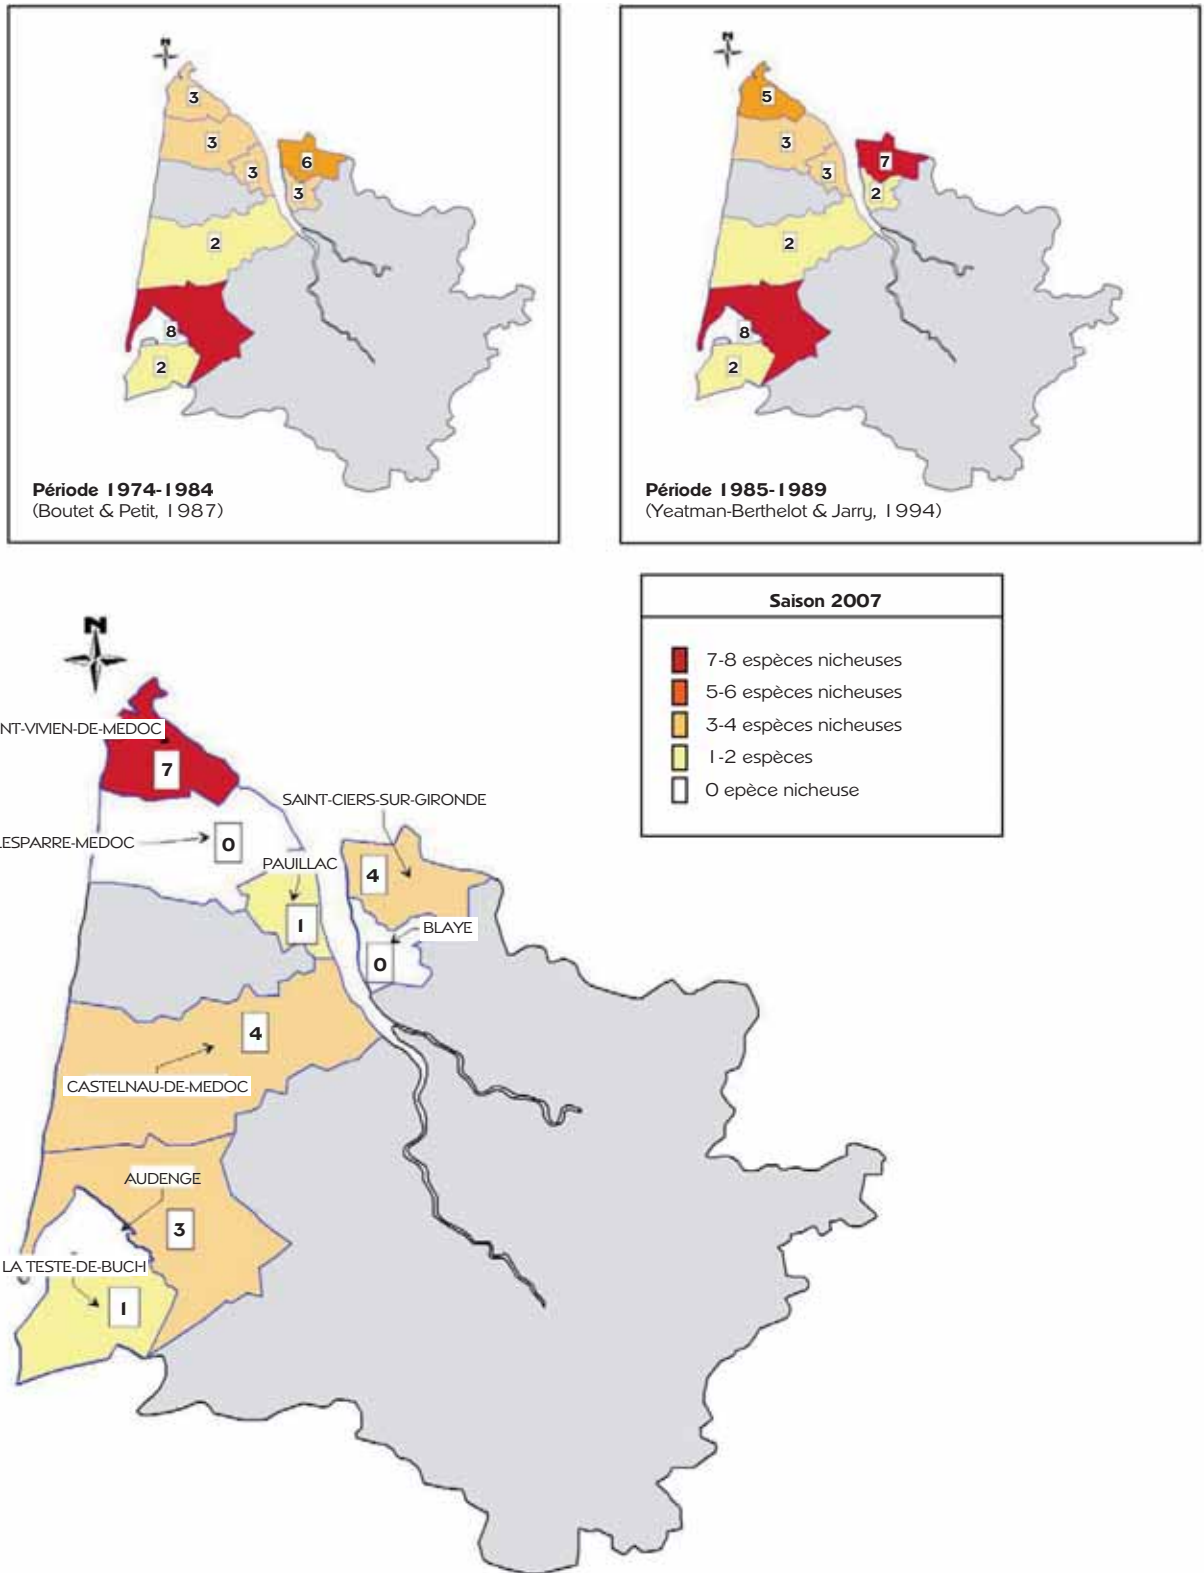 N
3
3
3
6
3
2
8
2
Période 1974-1984
(Boutet & Petit, 1987)
N
5
3
3
7
2
2
8
2
Période 1985-1989
(Yeatman-Berthelot & Jarry, 1994)
Saison 2007
7-8 espèces nicheuses
5-6 espèces nicheuses
3-4 espèces nicheuses
1-2 espèces
0 epèce nicheuse
N
NT-VIVIEN-DE-MEDOC
7
SAINT-CIERS-SUR-GIRONDE
LESPARRE-MEDOC
0
PAUILLAC
4
1
BLAYE
0
4
CASTELNAU-DE-MEDOC
AUDENGE
3
LA TESTE-DE-BUCH
1